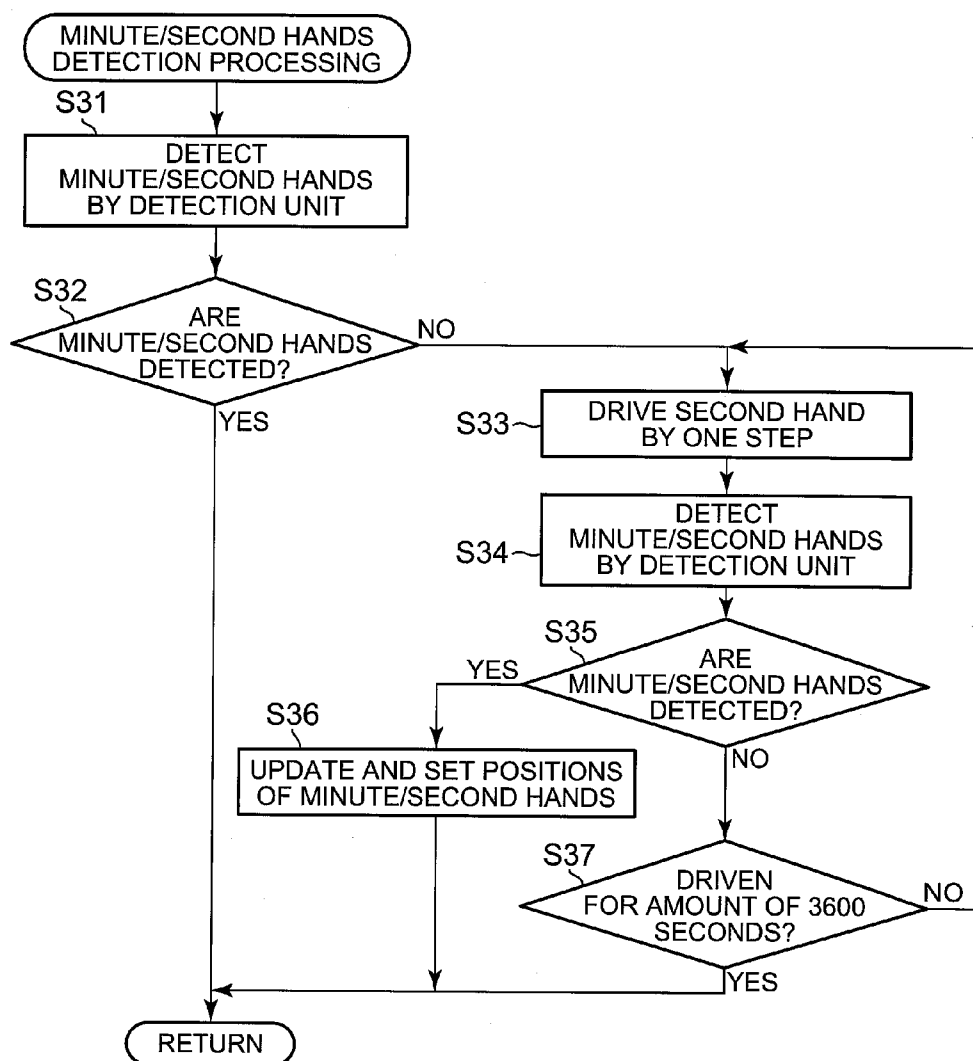 MINUTE/SECOND HANDS
DETECTION PROCESSING
S31
DETECT
MINUTE/SECOND HANDS
BY DETECTION UNIT
S32
ARE
MINUTE/SECOND HANDS
DETECTED?
NO
YES
S33
DRIVE SECOND HAND
BY ONE STEP
S34
DETECT
MINUTE/SECOND HANDS
BY DETECTION UNIT
S35
ARE
MINUTE/SECOND HANDS
DETECTED?
YES
NO
S36
UPDATE AND SET POSITIONS
OF MINUTE/SECOND HANDS
S37
DRIVEN
FOR AMOUNT OF 3600
SECONDS?
NO
YES
RETURN